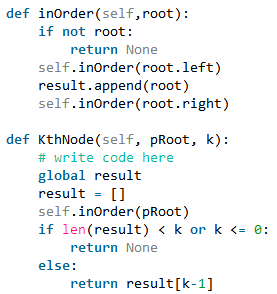 def inOrder(self,root):
    if not root:
        return None
    self.inOrder(root.left)
    result.append(root)
    self.inOrder(root.right)

def KthNode(self, pRoot, k):
    # write code here
    global result
    result = []
    self.inOrder(pRoot)
    if len(result) < k or k <= 0:
        return None
    else:
        return result[k-1]